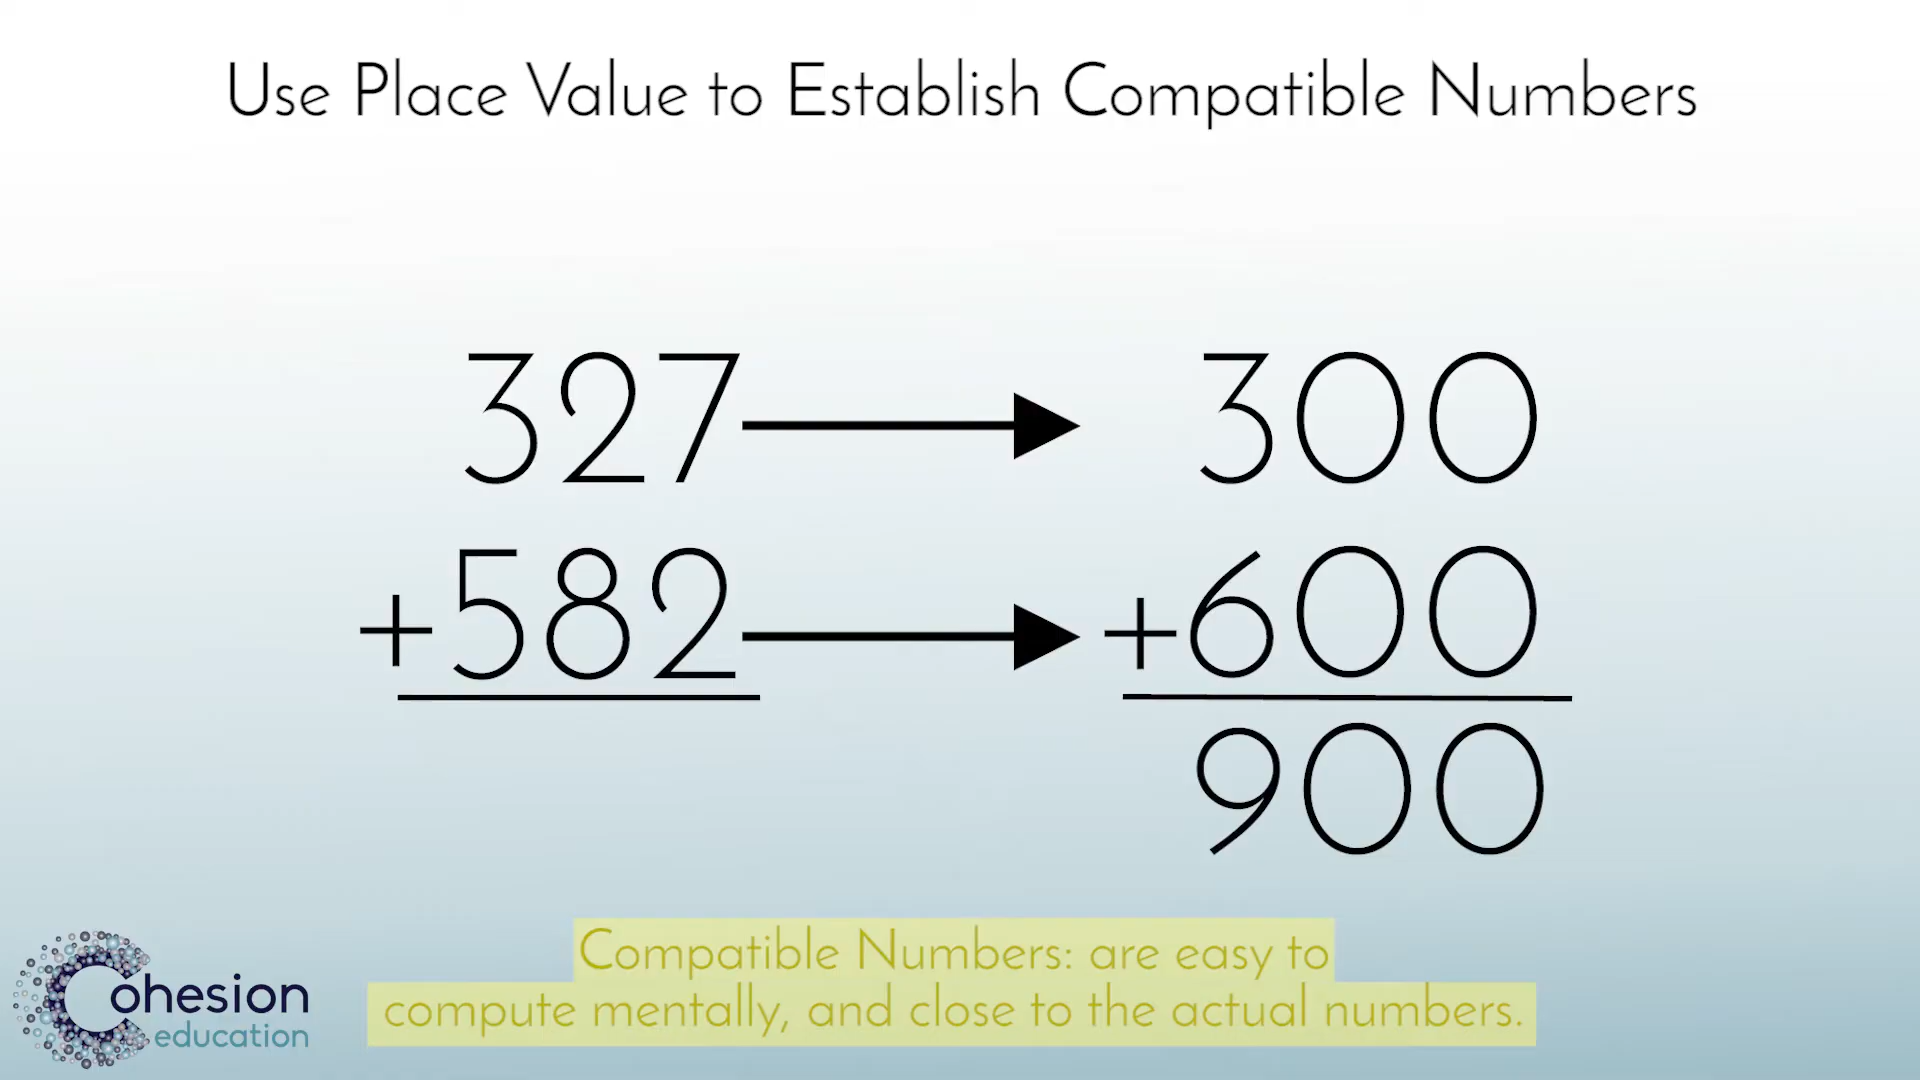 Use Place Value to Establish Compatible Numbers
327 300
+582 +600
900
Compatible Numbers: are easy to
compute mentally, and close to the actual numbers.
Cohesion
education